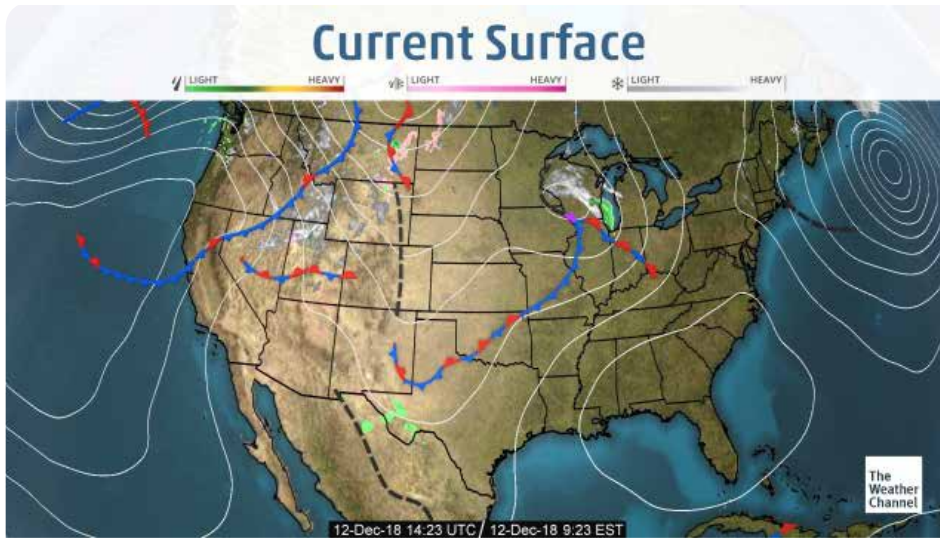 Current Surface
LIGHT HEAVY LIGHT HEAVY LIGHT HEAVY
The
Weather
Channel
12-Dec-18 14:23 UTC / 12-Dec-18 9:23 EST